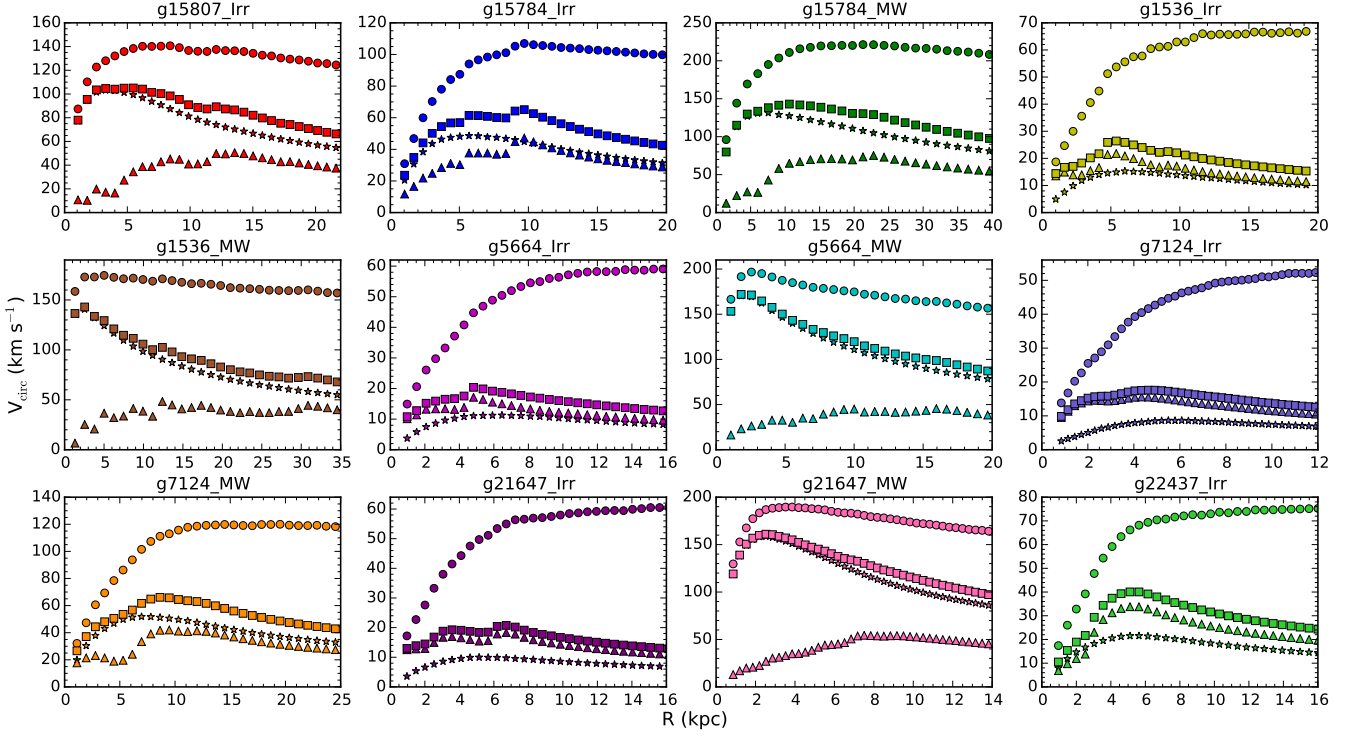 g15807_Irr
g15784_Irr
g15784_MW
g1536_Irr
140 120 250 70
160 100 200 60
140 80 150 50
120 60 100 40
100 40 50 30
80 20 0 20
60 0 10
40 0
20
0
0 5 10 15 20
0 5 10 15 20
0 5 10 15 20 25 30 35 40
0 5 10 15 20
g1536_MW
g5664_Irr
g5664_MW
g7124_Irr
150
100
50
0
60
50
40
30
20
10
0
200
150
100
50
0
50
40
30
20
10
0
V_circ (km s⁻¹)
0 5 10 15 20 25 30 35
0 2 4 6 8 10 12 14 16
0 5 10 15 20
0 2 4 6 8 10 12
g7124_MW
g21647_Irr
g21647_MW
g22437_Irr
140
120
100
80
60
40
20
0
60
50
40
30
20
10
0
200
150
100
50
0
80
70
60
50
40
30
20
10
0
0 5 10 15 20 25
0 2 4 6 8 10 12 14 16
0 2 4 6 8 10 12 14
0 2 4 6 8 10 12 14 16
R (kpc)